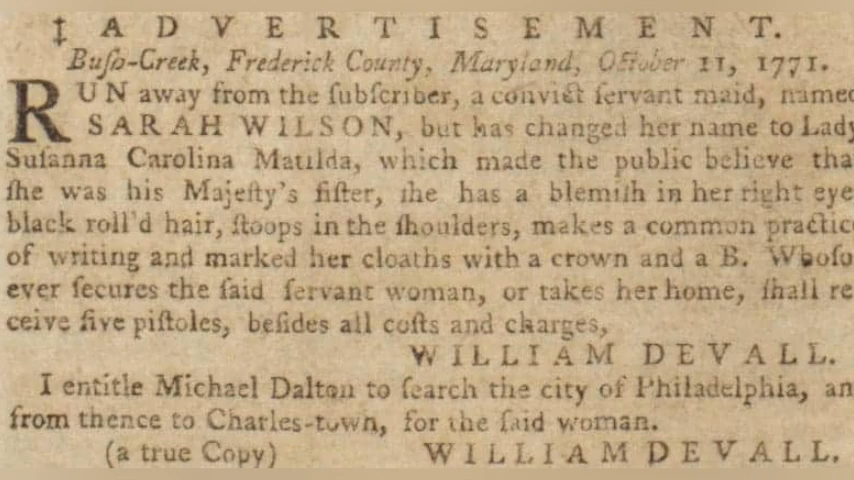 ‡ A D V E R T I S E M E N T.
Buſh-Creek, Frederick County, Maryland, October 11, 1771.
RUN away from the ſubſcriber, a convict ſervant maid, named
SARAH WILSON, but has changed her name to Lady
Suſanna Carolina Matilda, which made the public believe tha
ſhe was his Majeſty's ſiſter, ſhe has a blemiſh in her right eye
black roll'd hair, ſtoops in the ſhoulders, makes a common practice
of writing and marked her cloaths with a crown and a B. Whoſo
ever ſecures the ſaid ſervant woman, or takes her home, ſhall re
ceive five piſtoles, beſides all coſts and charges,
WILLIAM DEVALL.
I entitle Michael Dalton to ſearch the city of Philadelphia, an
from thence to Charles-town, for the ſaid woman.
(a true Copy) WILLIAM DEVALL.